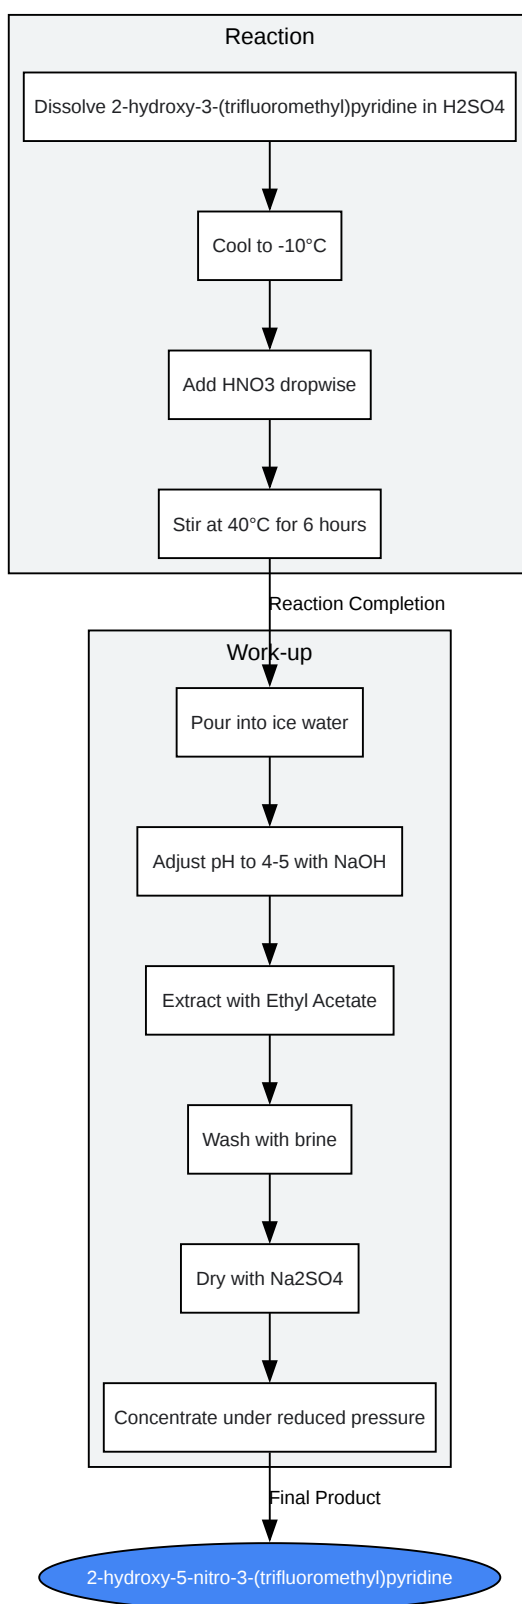 Reaction
Dissolve 2-hydroxy-3-(trifluoromethyl)pyridine in H2SO4
Cool to -10°C
Add HNO3 dropwise
Stir at 40°C for 6 hours
Reaction Completion
Work-up
Pour into ice water
Adjust pH to 4-5 with NaOH
Extract with Ethyl Acetate
Wash with brine
Dry with Na2SO4
Concentrate under reduced pressure
Final Product
2-hydroxy-5-nitro-3-(trifluoromethyl)pyridine